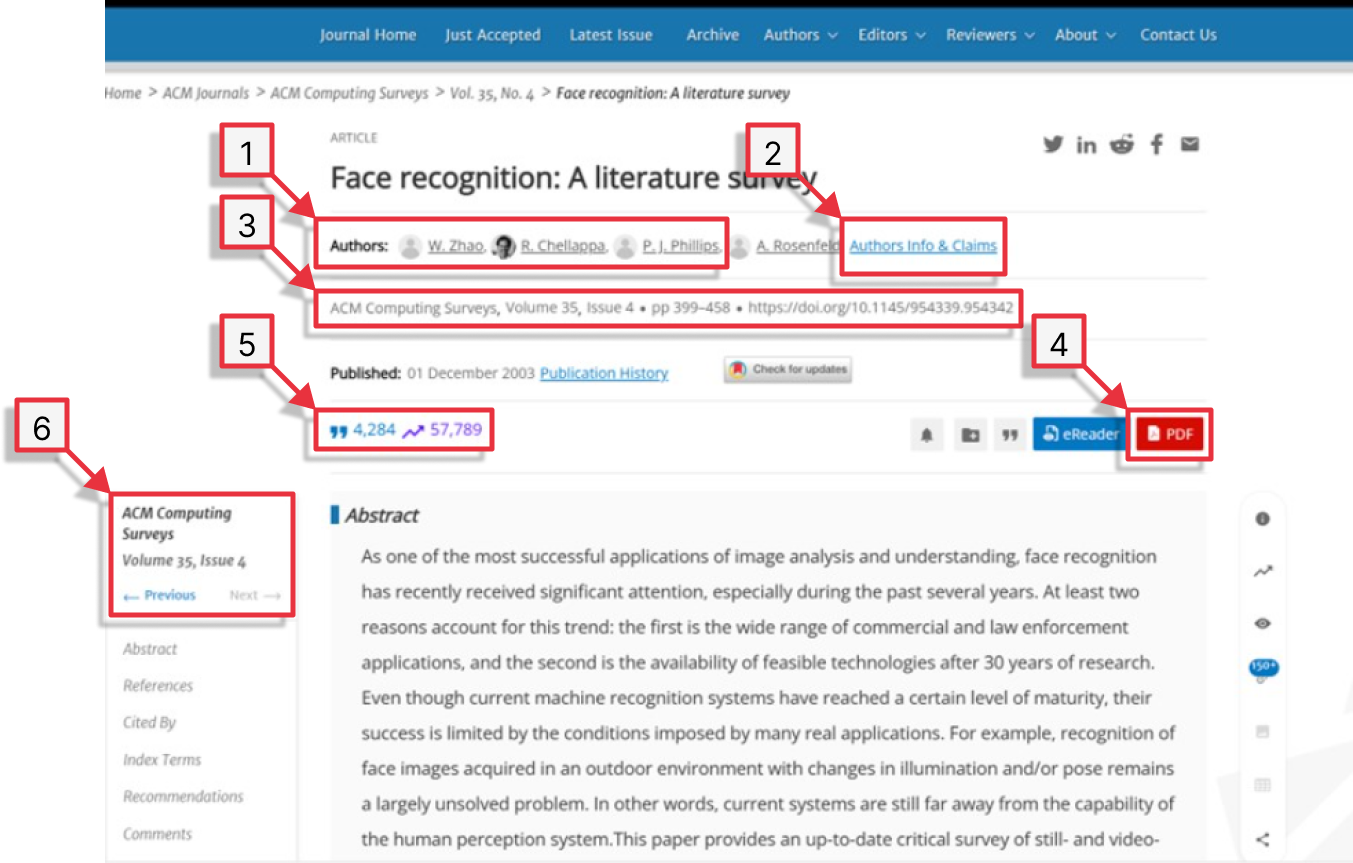 Journal Home Just Accepted Latest Issue Archive Authors Editors Reviewers About Contact Us
Home > ACM Journals > ACM Computing Surveys > Vol. 35, No. 4 > Face recognition: A literature survey
ARTICLE
1
2
Face recognition: A literature survey
3
Authors: W. Zhao, R. Chellappa, P. J. Phillips, A. Rosenfeld Authors Info & Claims
ACM Computing Surveys, Volume 35, Issue 4 • pp 399–458 • https://doi.org/10.1145/954339.954342
5
4
Published: 01 December 2003 Publication History Check for updates
6
4,284 57,789 eReader PDF
ACM Computing
Surveys
Volume 35, Issue 4
← Previous Next →
Abstract
References
Cited By
Index Terms
Recommendations
Comments
Abstract
As one of the most successful applications of image analysis and understanding, face recognition
has recently received significant attention, especially during the past several years. At least two
reasons account for this trend: the first is the wide range of commercial and law enforcement
applications, and the second is the availability of feasible technologies after 30 years of research.
Even though current machine recognition systems have reached a certain level of maturity, their
success is limited by the conditions imposed by many real applications. For example, recognition of
face images acquired in an outdoor environment with changes in illumination and/or pose remains
a largely unsolved problem. In other words, current systems are still far away from the capability of
the human perception system.This paper provides an up-to-date critical survey of still- and video-
150+